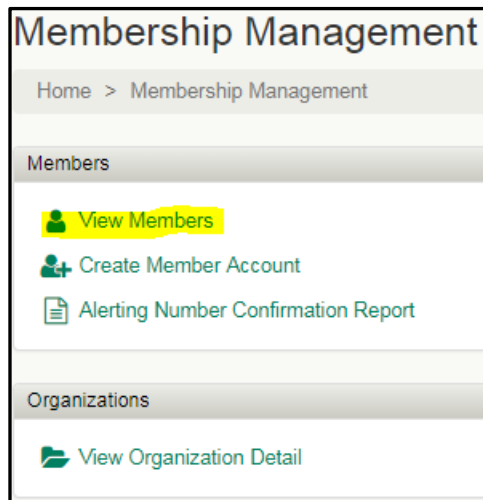 Membership Management
Home > Membership Management
Members
View Members
Create Member Account
Alerting Number Confirmation Report
Organizations
View Organization Detail